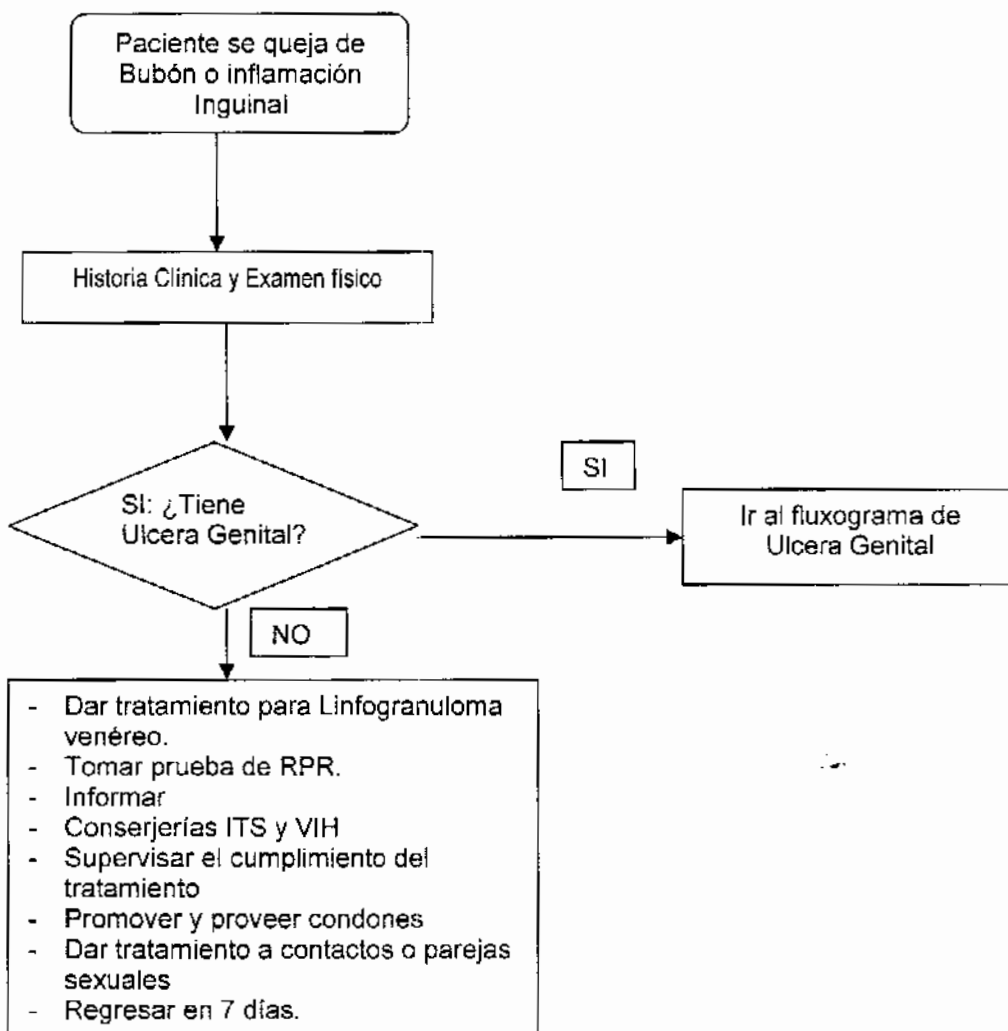 Paciente se queja de
Bubón o inflamación
Inguinal
Historia Clínica y Examen físico
SI: ¿Tiene
Ulcera Genital?
SI
Ir al fluxograma de
Ulcera Genital
NO
- Dar tratamiento para Linfogranuloma
venéreo.
- Tomar prueba de RPR.
- Informar
- Conserjerías ITS y VIH
- Supervisar el cumplimiento del
tratamiento
- Promover y proveer condones
- Dar tratamiento a contactos o parejas
sexuales
- Regresar en 7 días.